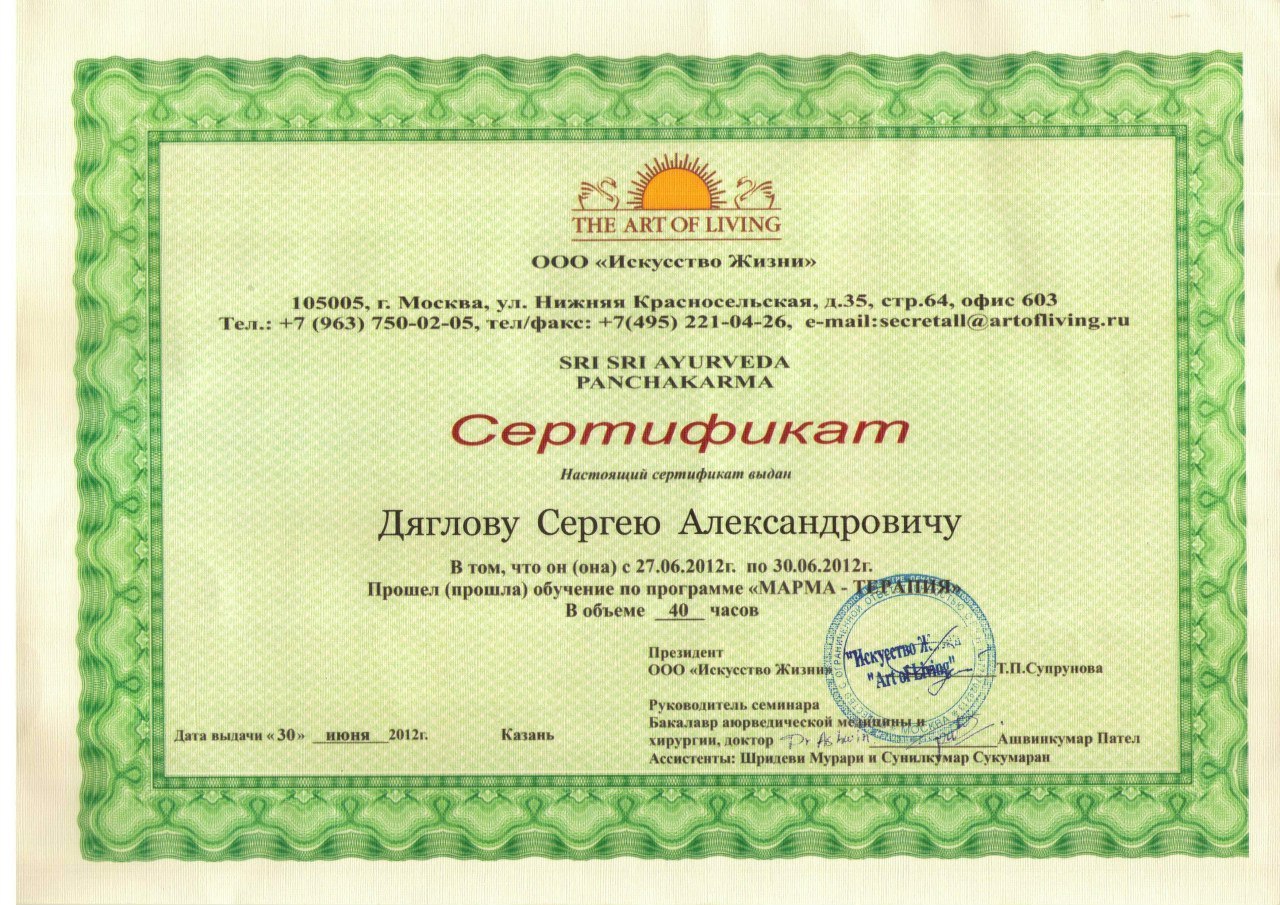 THE ART OF LIVING
ООО «Искусство Жизни»
105005, г. Москва, ул. Нижняя Красносельская, д.35, стр.64, офис 603
Тел.: +7 (963) 750-02-05, тел/факс: +7(495) 221-04-26, e-mail:secretall@artofliving.ru
SRI SRI AYURVEDA
PANCHAKARMA
Сертификат
Настоящий сертификат выдан
Дяглову Сергею Александровичу
В том, что он (она) с 27.06.2012г. по 30.06.2012г.
Прошел (прошла) обучение по программе «МАРМА - ТЕРАПИЯ»
В объеме 40 часов
Президент
ООО «Искусство Жизни» Т.П.Супрунова
"Искусство
"Art of Living"
МОСКВА
Руководитель семинара
Бакалавр аюрведической медицины и
хирургии, доктор Dr Ashwin Ашвинкумар Пател
Ассистенты: Шридеви Мурари и Сунилкумар Сукумаран
Дата выдачи «30» июня 2012г. Казань